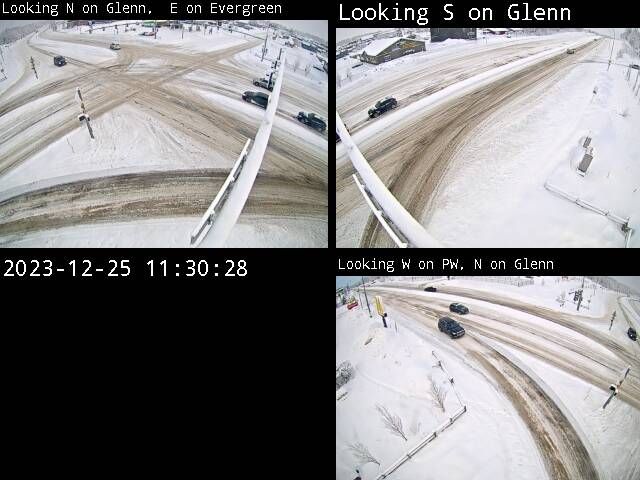 Looking N on Glenn,  E on Evergreen
Looking S on Glenn
2023-12-25 11:30:28
Looking W on PW, N on Glenn